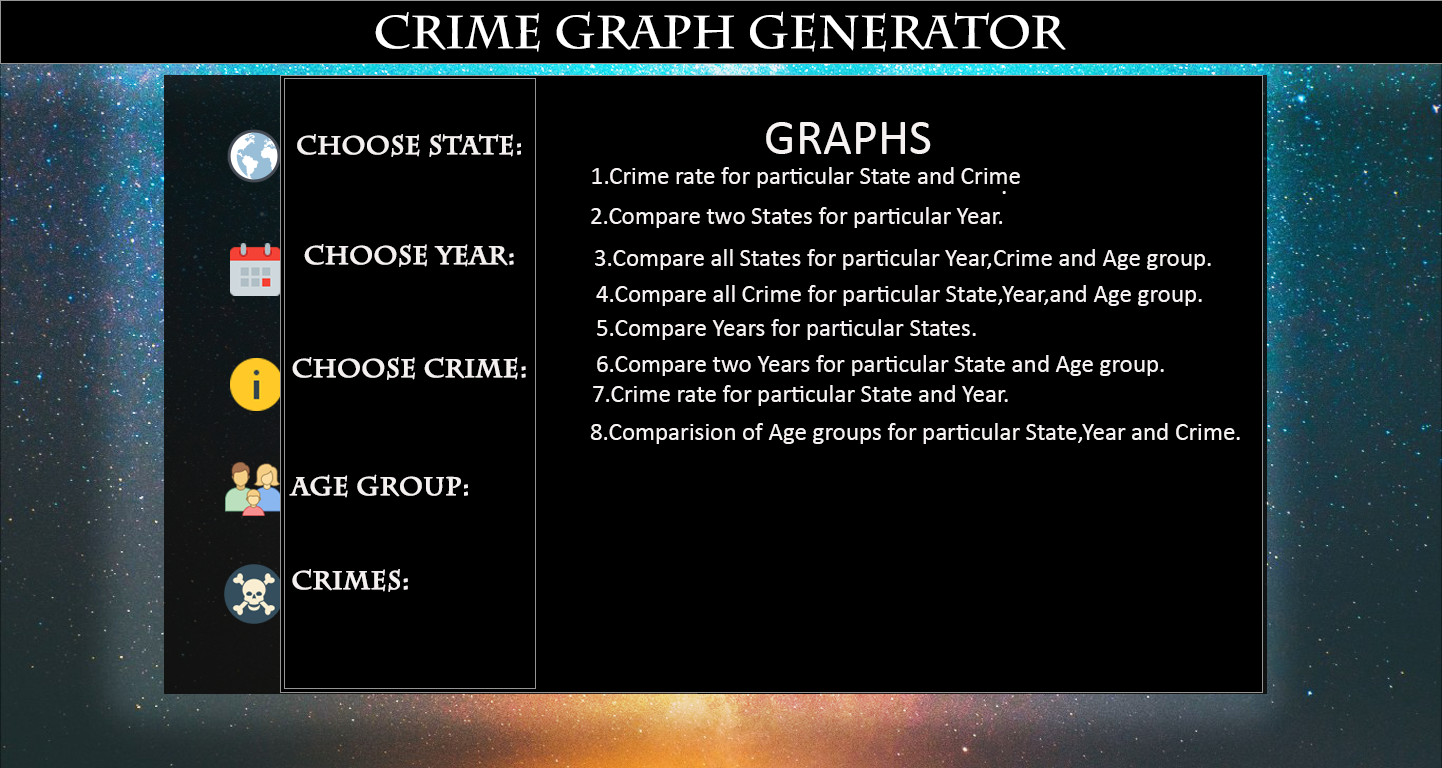 CRIME GRAPH GENERATOR
CHOOSE STATE:
CHOOSE YEAR:
CHOOSE CRIME:
AGE GROUP:
CRIMES:
GRAPHS
1.Crime rate for particular State and Crime
.
2.Compare two States for particular Year.
3.Compare all States for particular Year,Crime and Age group.
4.Compare all Crime for particular State,Year,and Age group.
5.Compare Years for particular States.
6.Compare two Years for particular State and Age group.
7.Crime rate for particular State and Year.
8.Comparision of Age groups for particular State,Year and Crime.